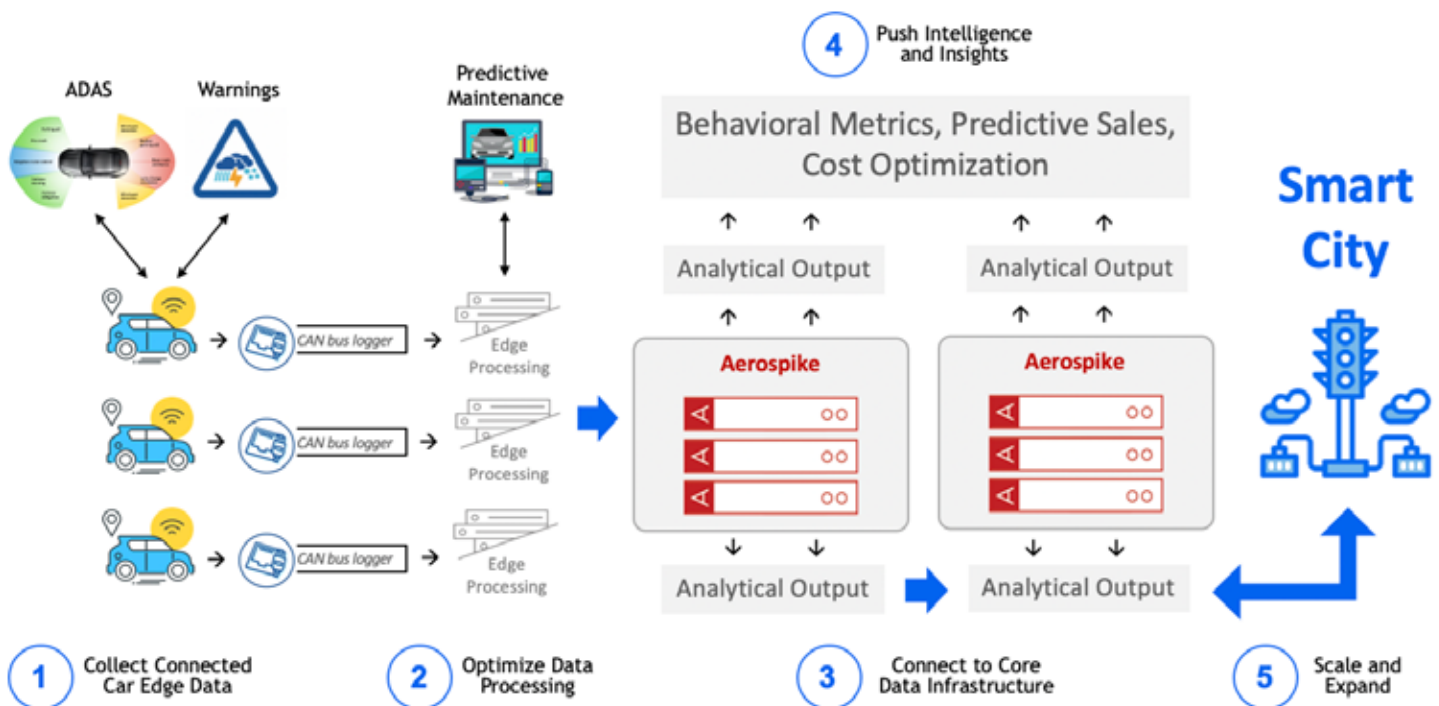 4
Push Intelligence
and Insights
ADAS
Warnings
Predictive
Maintenance
Behavioral Metrics, Predictive Sales,
Cost Optimization
Smart
City
Analytical Output
Analytical Output
CAN bus logger
Edge
Processing
Aerospike
Aerospike
CAN bus logger
Edge
Processing
CAN bus logger
Edge
Processing
Analytical Output
Analytical Output
1
Collect Connected
Car Edge Data
2
Optimize Data
Processing
3
Connect to Core
Data Infrastructure
5
Scale and
Expand